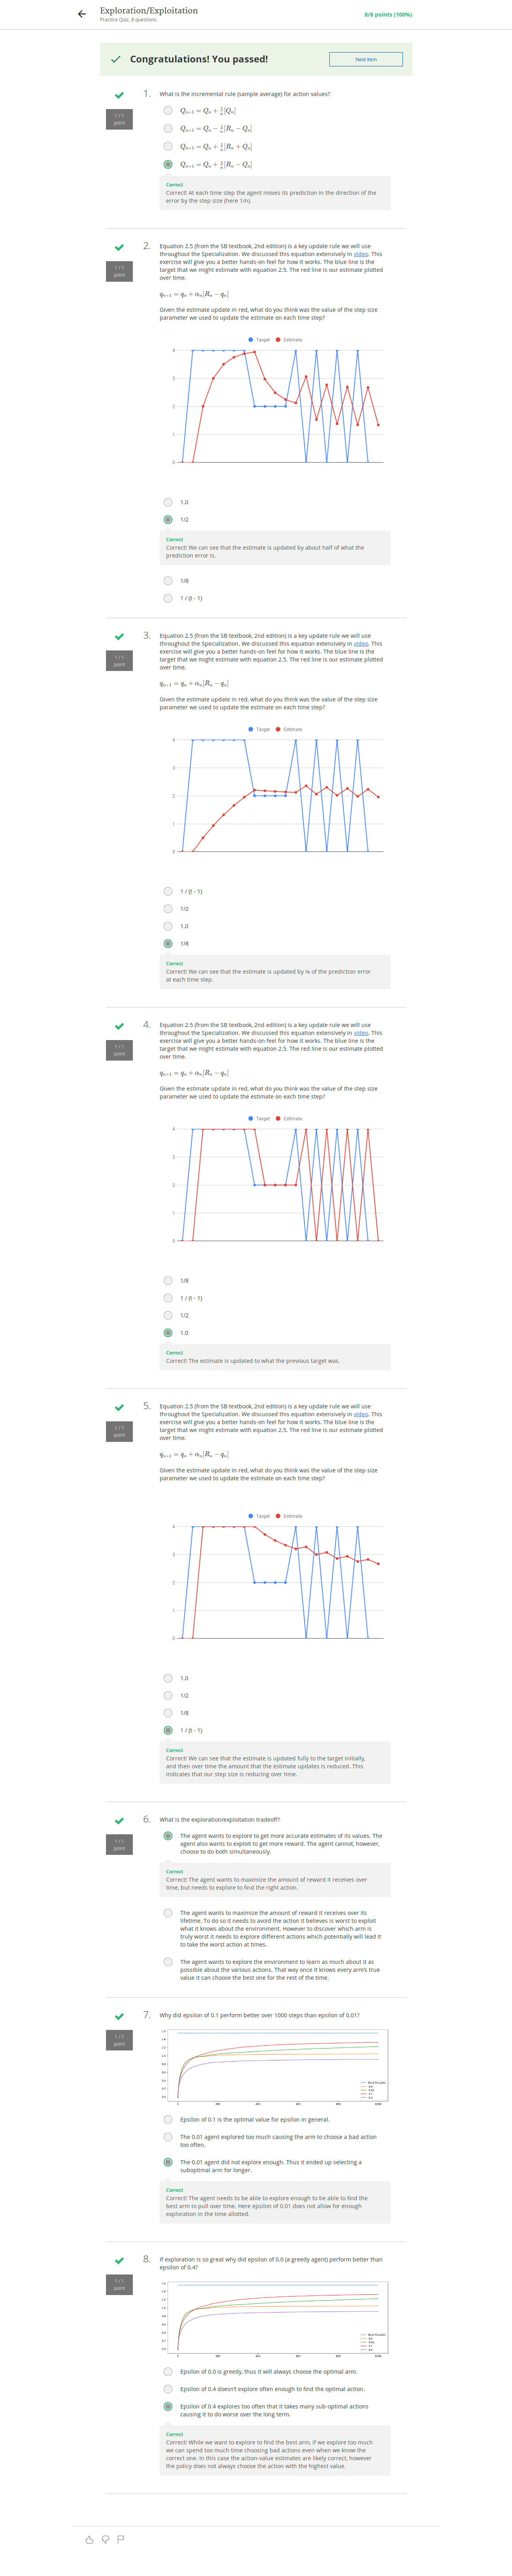 Exploration/Exploitation
Practice Quiz, 8 questions
8/8 points (100%)
Congratulations! You passed!
Next Item
1 / 1
point
1.
What is the incremental rule (sample average) for action values?
Qₙ₊₁ = Qₙ + 1/n [Qₙ]
Qₙ₊₁ = Qₙ − 1/n [Rₙ − Qₙ]
Qₙ₊₁ = Qₙ + 1/n [Rₙ + Qₙ]
Qₙ₊₁ = Qₙ + 1/n [Rₙ − Qₙ]
Correct
Correct! At each time step the agent moves its prediction in the direction of the
error by the step size (here 1/n).
1 / 1
point
2.
Equation 2.5 (from the SB textbook, 2nd edition) is a key update rule we will use
throughout the Specialization. We discussed this equation extensively in video. This
exercise will give you a better hands-on feel for how it works. The blue line is the
target that we might estimate with equation 2.5. The red line is our estimate plotted
over time.
qₙ₊₁ = qₙ + αₙ[Rₙ − qₙ]
Given the estimate update in red, what do you think was the value of the step size
parameter we used to update the estimate on each time step?
Target Estimate
4
3
2
1
0
1.0
1/2
Correct
Correct! We can see that the estimate is updated by about half of what the
prediction error is.
1/8
1 / (t - 1)
1 / 1
point
3.
Equation 2.5 (from the SB textbook, 2nd edition) is a key update rule we will use
throughout the Specialization. We discussed this equation extensively in video. This
exercise will give you a better hands-on feel for how it works. The blue line is the
target that we might estimate with equation 2.5. The red line is our estimate plotted
over time.
qₙ₊₁ = qₙ + αₙ[Rₙ − qₙ]
Given the estimate update in red, what do you think was the value of the step size
parameter we used to update the estimate on each time step?
Target Estimate
4
3
2
1
0
1 / (t - 1)
1/2
1.0
1/8
Correct
Correct! We can see that the estimate is updated by ⅛ of the prediction error
at each time step.
1 / 1
point
4.
Equation 2.5 (from the SB textbook, 2nd edition) is a key update rule we will use
throughout the Specialization. We discussed this equation extensively in video. This
exercise will give you a better hands-on feel for how it works. The blue line is the
target that we might estimate with equation 2.5. The red line is our estimate plotted
over time.
qₙ₊₁ = qₙ + αₙ[Rₙ − qₙ]
Given the estimate update in red, what do you think was the value of the step size
parameter we used to update the estimate on each time step?
Target Estimate
4
3
2
1
0
1/8
1 / (t - 1)
1/2
1.0
Correct
Correct! The estimate is updated to what the previous target was.
1 / 1
point
5.
Equation 2.5 (from the SB textbook, 2nd edition) is a key update rule we will use
throughout the Specialization. We discussed this equation extensively in video. This
exercise will give you a better hands-on feel for how it works. The blue line is the
target that we might estimate with equation 2.5. The red line is our estimate plotted
over time.
qₙ₊₁ = qₙ + αₙ[Rₙ − qₙ]
Given the estimate update in red, what do you think was the value of the step size
parameter we used to update the estimate on each time step?
Target Estimate
4
3
2
1
0
1.0
1/2
1/8
1 / (t - 1)
Correct
Correct! We can see that the estimate is updated fully to the target initially,
and then over time the amount that the estimate updates is reduced. This
indicates that our step size is reducing over time.
1 / 1
point
6.
What is the exploration/exploitation tradeoff?
The agent wants to explore to get more accurate estimates of its values. The
agent also wants to exploit to get more reward. The agent cannot, however,
choose to do both simultaneously.
Correct
Correct! The agent wants to maximize the amount of reward it receives over
time, but needs to explore to find the right action.
The agent wants to maximize the amount of reward it receives over its
lifetime. To do so it needs to avoid the action it believes is worst to exploit
what it knows about the environment. However to discover which arm is
truly worst it needs to explore different actions which potentially will lead it
to take the worst action at times.
The agent wants to explore the environment to learn as much about it as
possible about the various actions. That way once it knows every arm's true
value it can choose the best one for the rest of the time.
1 / 1
point
7.
Why did epsilon of 0.1 perform better over 1000 steps than epsilon of 0.01?
Epsilon of 0.1 is the optimal value for epsilon in general.
The 0.01 agent explored too much causing the arm to choose a bad action
too often.
The 0.01 agent did not explore enough. Thus it ended up selecting a
suboptimal arm for longer.
Correct
Correct! The agent needs to be able to explore enough to be able to find the
best arm to pull over time. Here epsilon of 0.01 does not allow for enough
exploration in the time allotted.
1 / 1
point
8.
If exploration is so great why did epsilon of 0.0 (a greedy agent) perform better than
epsilon of 0.4?
Epsilon of 0.0 is greedy, thus it will always choose the optimal arm.
Epsilon of 0.4 doesn't explore often enough to find the optimal action.
Epsilon of 0.4 explores too often that it takes many sub-optimal actions
causing it to do worse over the long term.
Correct
Correct! While we want to explore to find the best arm, if we explore too much
we can spend too much time choosing bad actions even when we know the
correct one. In this case the action-value estimates are likely correct, however
the policy does not always choose the action with the highest value.